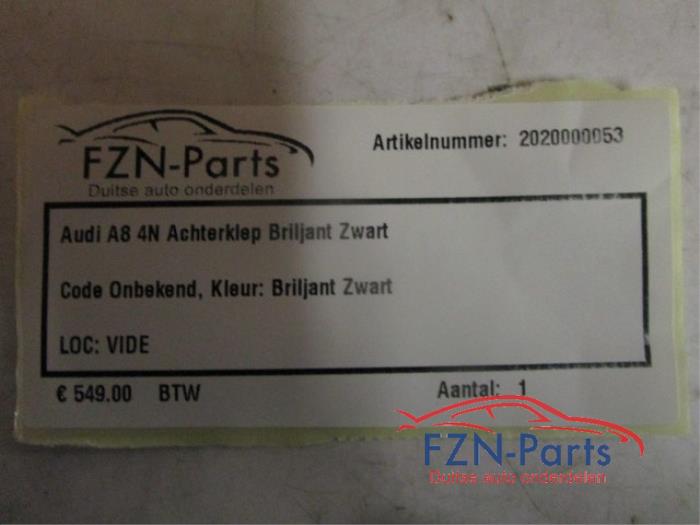 FZN-Parts
Duitse auto onderdelen
Artikelnummer: 2020000053
Audi A8 4N Achterklep Briljant Zwart
Code Onbekend, Kleur: Briljant Zwart
LOC: VIDE
€ 549.00 BTW
Aantal: 1
FZN-Parts
Duitse auto onderdelen